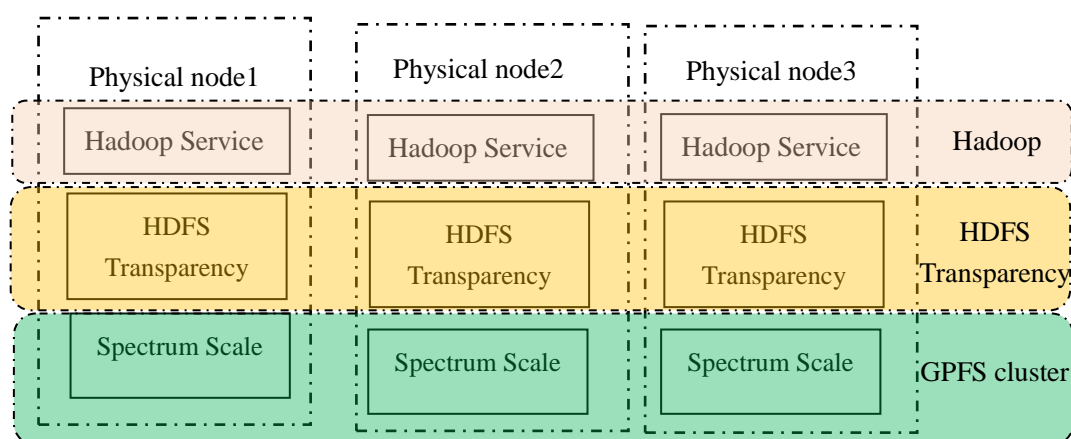 Physical node1
Physical node2
Physical node3
Hadoop Service
Hadoop Service
Hadoop Service
Hadoop
HDFS
Transparency
HDFS
Transparency
HDFS
Transparency
HDFS
Transparency
Spectrum Scale
Spectrum Scale
Spectrum Scale
GPFS cluster